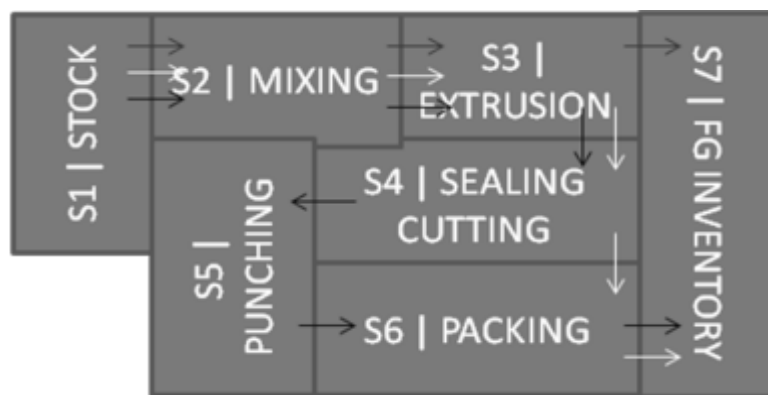 S1 | STOCK
S2 | MIXING
S3 |
EXTRUSION
S4 | SEALING
CUTTING
S5 |
PUNCHING
S6 | PACKING
S7 | FG INVENTORY